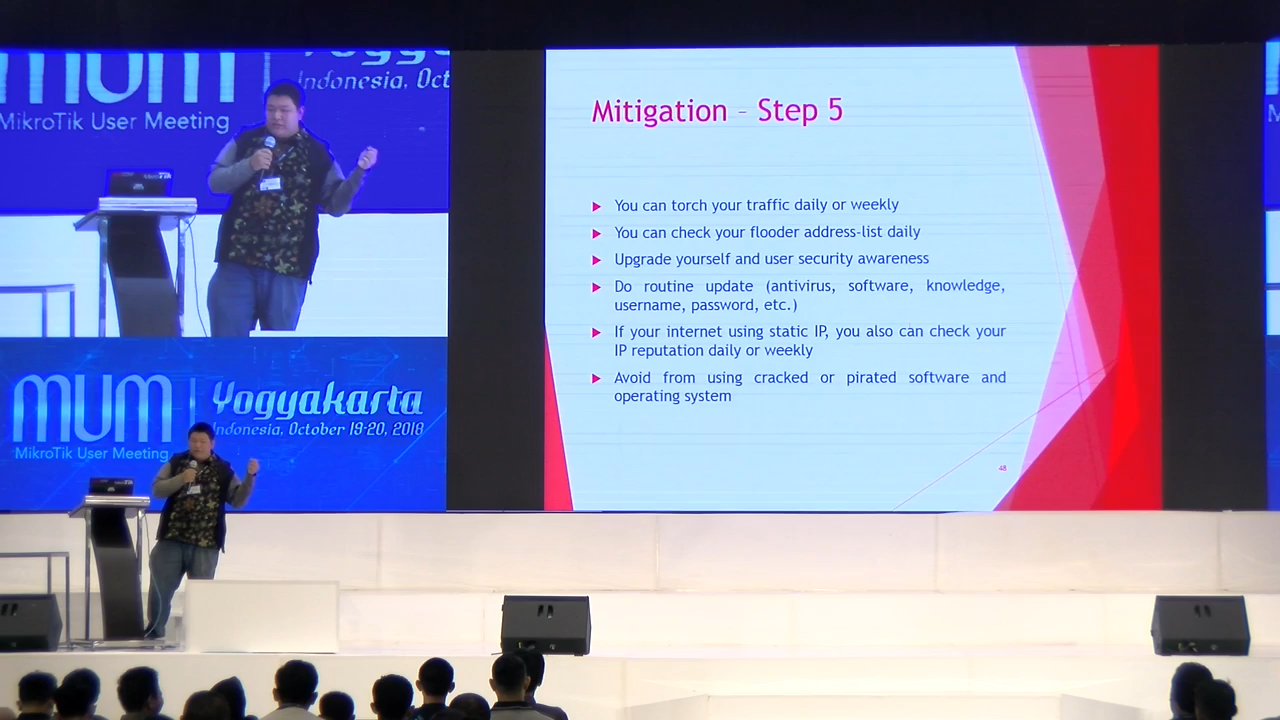 mum Yogya
Indonesia, Oct
MikroTik User Meeting
mum Yogyakarta
Indonesia, October 19-20, 2018
MikroTik User Meeting
Mitigation – Step 5
You can torch your traffic daily or weekly
You can check your flooder address-list daily
Upgrade yourself and user security awareness
Do routine update (antivirus, software, knowledge,
username, password, etc.)
If your internet using static IP, you also can check your
IP reputation daily or weekly
Avoid from using cracked or pirated software and
operating system
48